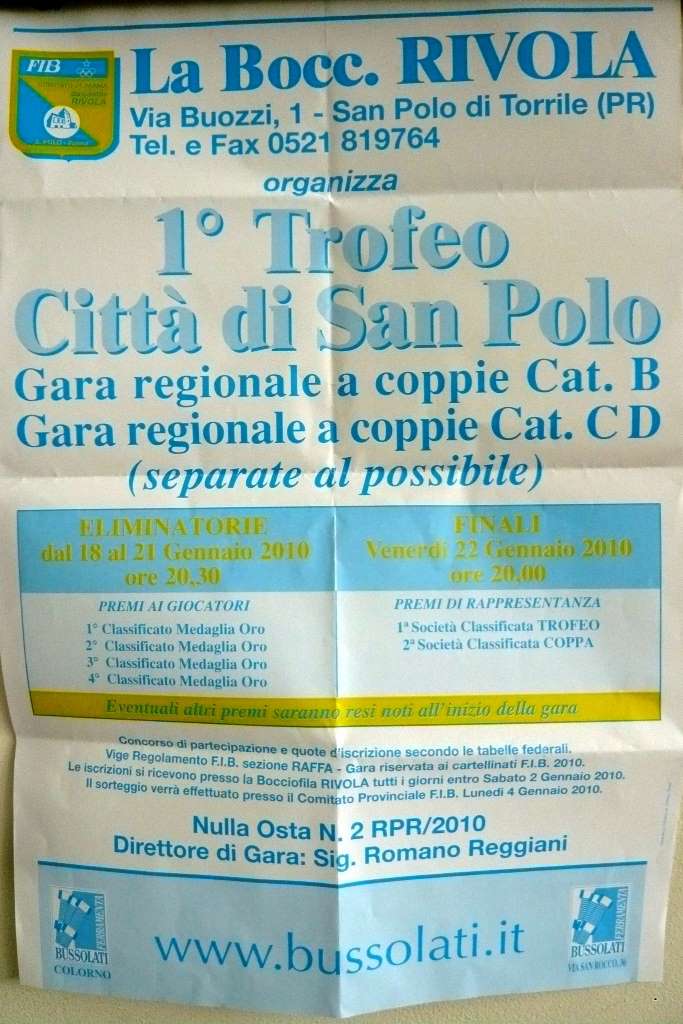 FIB
RIVOLA
La Bocc. RIVOLA
Via Buozzi, 1 - San Polo di Torrile (PR)
Tel. e Fax 0521 819764
organizza
1° Trofeo
Città di San Polo
Gara regionale a coppie Cat. B
Gara regionale a coppie Cat. C D
(separate al possibile)
ELIMINATORIE
dal 18 al 21 Gennaio 2010
ore 20,30
PREMI AI GIOCATORI
1° Classificato Medaglia Oro
2° Classificato Medaglia Oro
3° Classificato Medaglia Oro
4° Classificato Medaglia Oro
FINALI
Venerdì 22 Gennaio 2010
ore 20,00
PREMI DI RAPPRESENTANZA
1ª Società Classificata TROFEO
2ª Società Classificata COPPA
Eventuali altri premi saranno resi noti all'inizio della gara
Concorso di partecipazione e quote d'iscrizione secondo le tabelle federali.
Vige Regolamento F.I.B. sezione RAFFA - Gara riservata ai cartellinati F.I.B. 2010.
Le iscrizioni si ricevono presso la Bocciofila RIVOLA tutti i giorni entro Sabato 2 Gennaio 2010.
Il sorteggio verrà effettuato presso il Comitato Provinciale F.I.B. Lunedì 4 Gennaio 2010.
Nulla Osta N. 2 RPR/2010
Direttore di Gara: Sig. Romano Reggiani
FERRAMENTA
BUSSOLATI
COLORNO
www.bussolati.it
FERRAMENTA
BUSSOLATI
VIA SAN ROCCO, 36